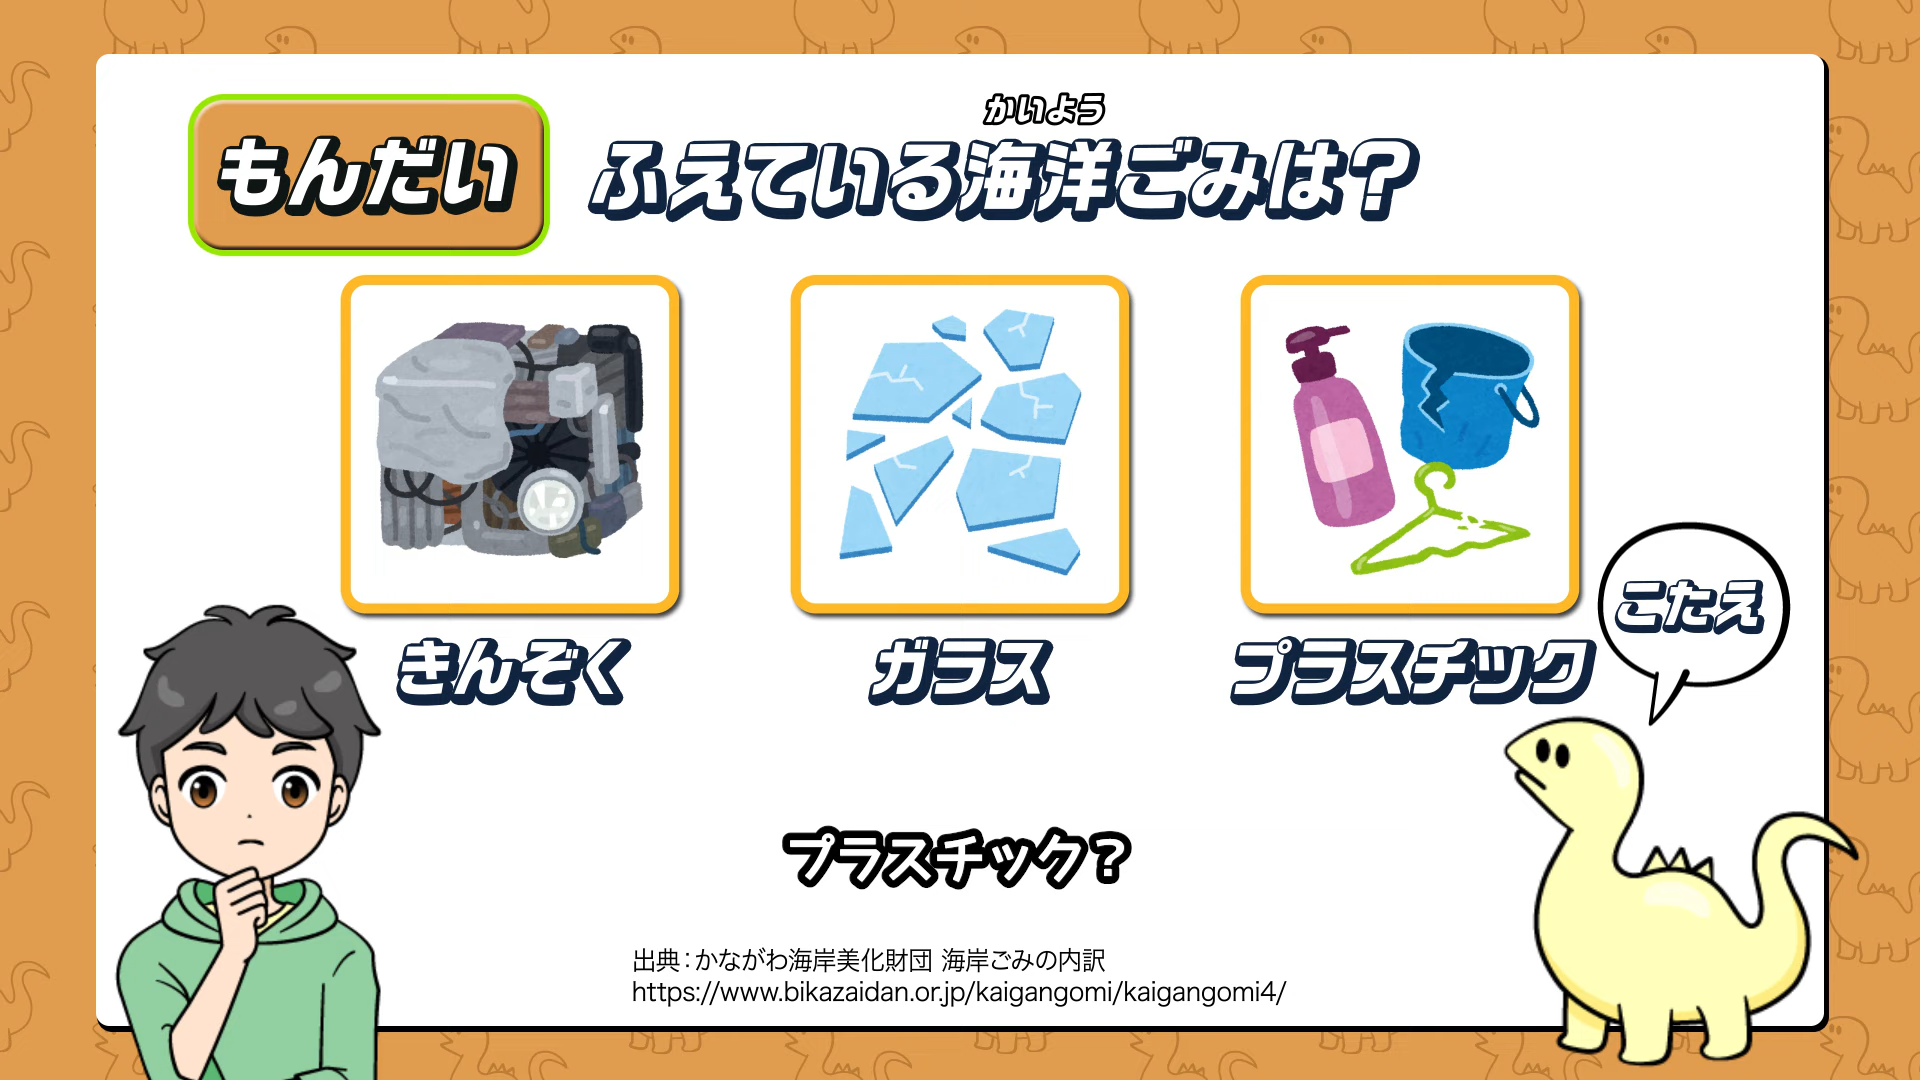 もんだい
かいよう
ふえている海洋ごみは？
きんぞく
ガラス
プラスチック
こたえ
プラスチック？
出典：かながわ海岸美化財団 海岸ごみの内訳
https://www.bikazaidan.or.jp/kaigangomi/kaigangomi4/